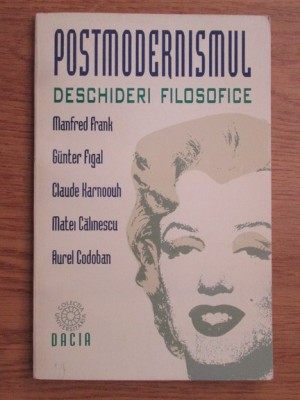 POSTMODERNISMUL
DESCHIDERI FILOSOFICE
Manfred Frank
Günter Figal
Claude Karnoouh
Matei Călinescu
Aurel Codoban
DACIA